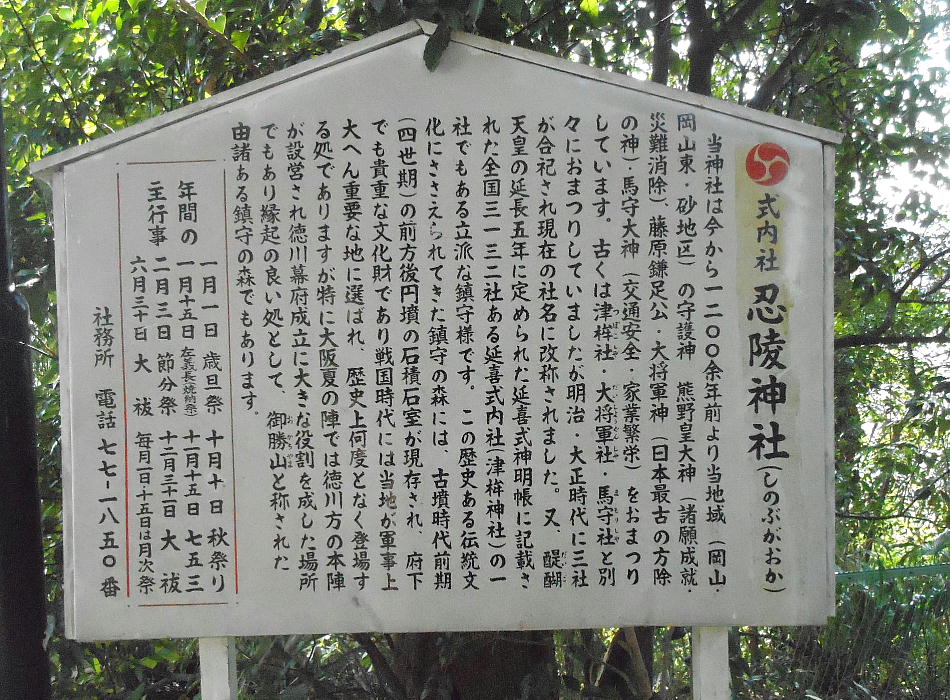 式内社 忍陵神社(しのぶがおか)
当神社は今から一二〇〇余年前より当地域(岡山・
岡山東・砂地区)の守護神 熊野皇大神(諸願成就・
災難消除)、藤原鎌足公・大将軍神(日本最古の方除
の神)・馬守大神(交通安全・家業繁栄)をおまつり
しています。古くは津桙社・大将軍社・馬守社と別
々におまつりしていましたが明治・大正時代に三社
が合祀され現在の社名に改称されました。又、醍醐
天皇の延長五年に定められた延喜式神明帳に記載さ
れた全国三一三二社ある延喜式内社(津桙神社)の一
社でもある立派な鎮守様です。この歴史ある伝統文
化にささえられてきた鎮守の森には、古墳時代前期
(四世期)の前方後円墳の石積石室が現存され、府下
でも貴重な文化財であり戦国時代には当地が軍事上
大へん重要な地に選ばれ、歴史上何度となく登場す
る処でありますが特に大阪夏の陣では徳川方の本陣
が設営され徳川幕府成立に大きな役割を成した場所
でもあり縁起の良い処として、御勝山と称された
由諸ある鎮守の森でもあります。
年間の
主行事
一月一日 歳旦祭 十月十日 秋祭り
一月十五日 左義長(焼納祭) 十一月十五日 七五三
二月三日 節分祭 十二月三十一日 大祓
六月三十日 大祓 毎月一日十五日は月次祭
社務所 電話 七七-一八五〇番